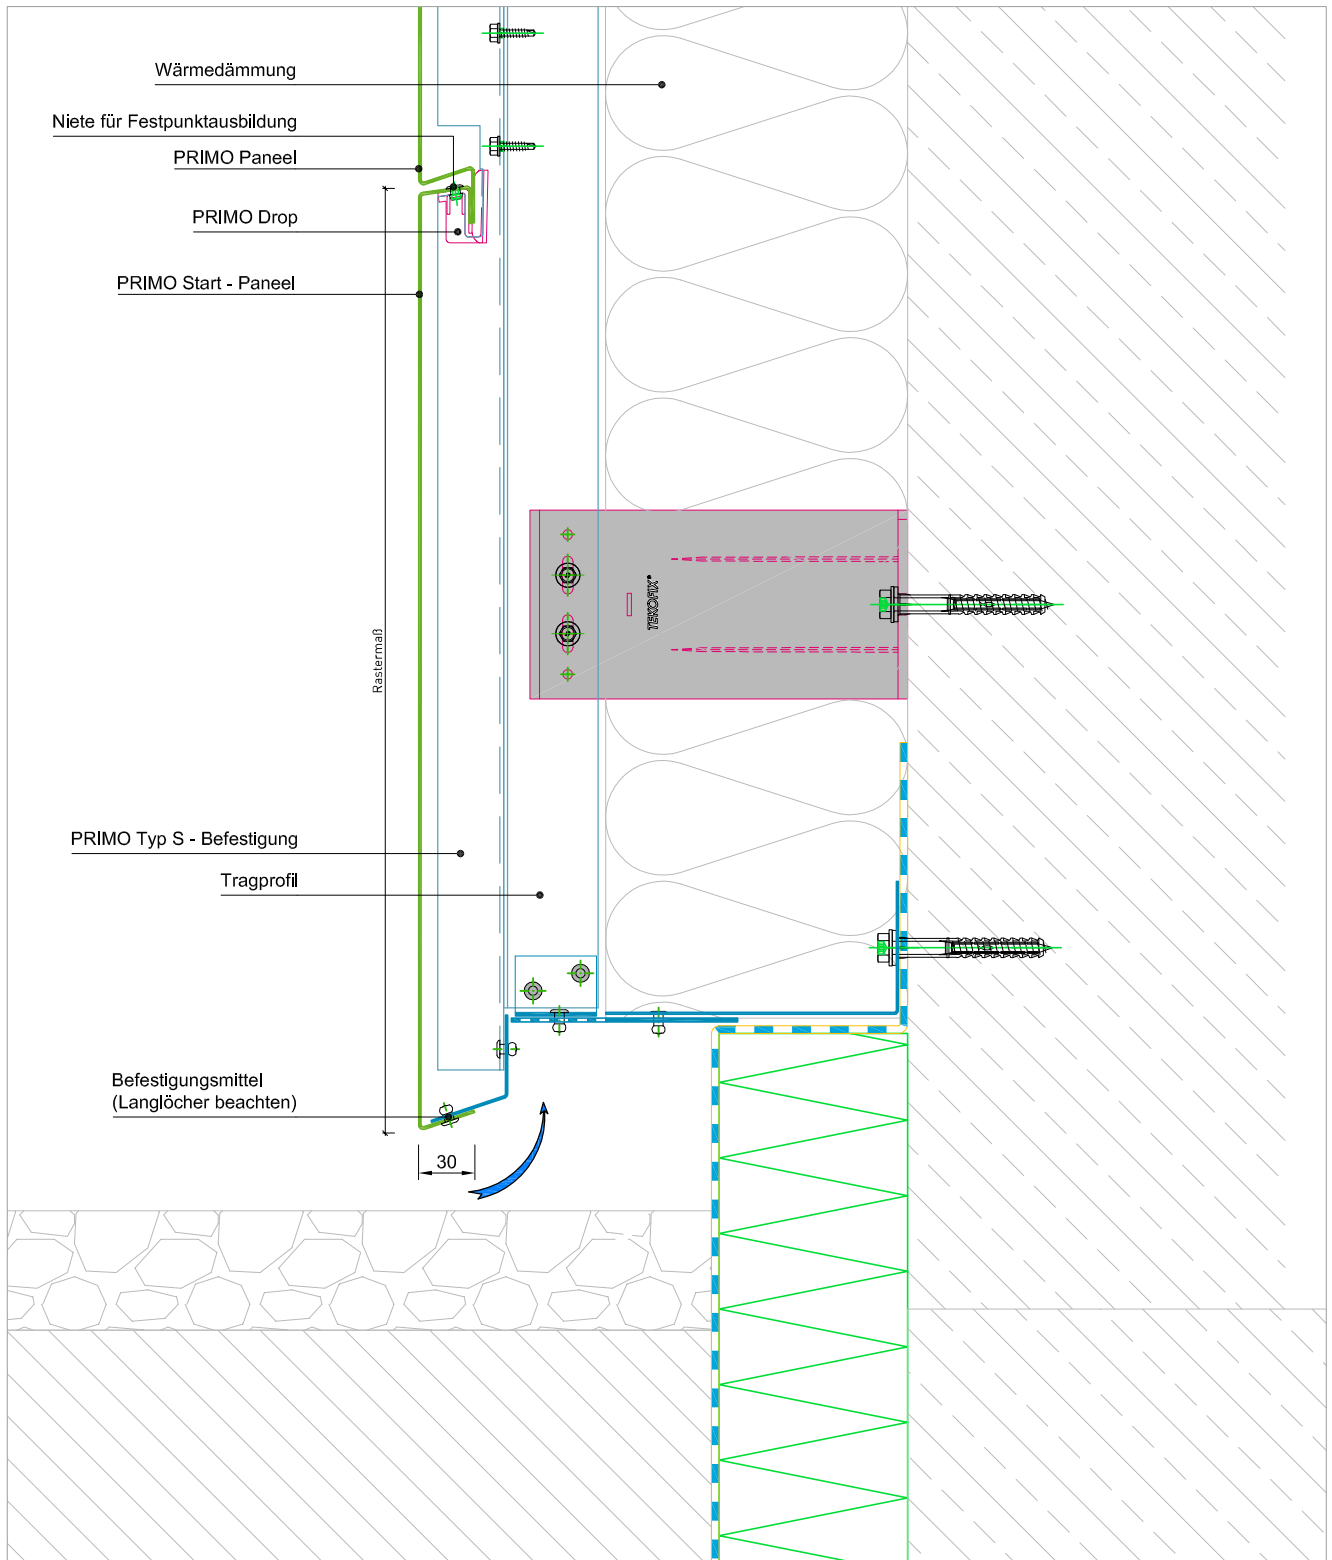 Wärmedämmung
Niete für Festpunktausbildung
PRIMO Paneel
PRIMO Drop
PRIMO Start - Paneel
TEKOFIX®
Rastermaß
PRIMO Typ S - Befestigung
Tragprofil
Befestigungsmittel
(Langlöcher beachten)
30